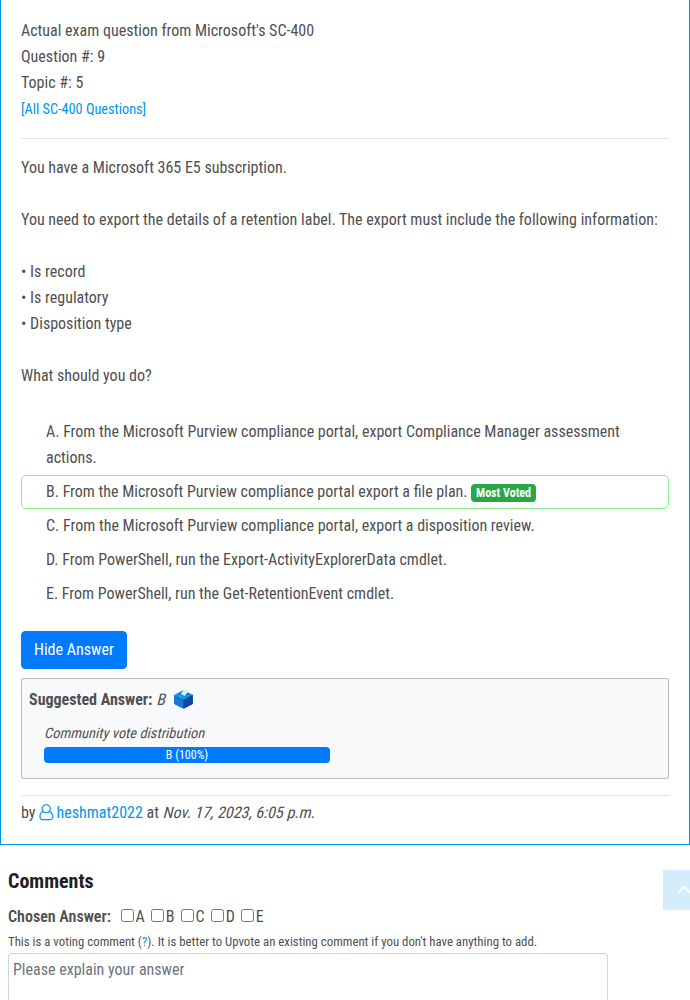 Actual exam question from Microsoft's SC-400
Question #: 9
Topic #: 5
[All SC-400 Questions]
You have a Microsoft 365 E5 subscription.
You need to export the details of a retention label. The export must include the following information:
• Is record
• Is regulatory
• Disposition type
What should you do?
A. From the Microsoft Purview compliance portal, export Compliance Manager assessment
actions.
B. From the Microsoft Purview compliance portal export a file plan. Most Voted
C. From the Microsoft Purview compliance portal, export a disposition review.
D. From PowerShell, run the Export-ActivityExplorerData cmdlet.
E. From PowerShell, run the Get-RetentionEvent cmdlet.
Hide Answer
Suggested Answer: B
Community vote distribution
B (100%)
by heshmat2022 at Nov. 17, 2023, 6:05 p.m.
Comments
Chosen Answer: A B C D E
This is a voting comment (?). It is better to Upvote an existing comment if you don't have anything to add.
Please explain your answer